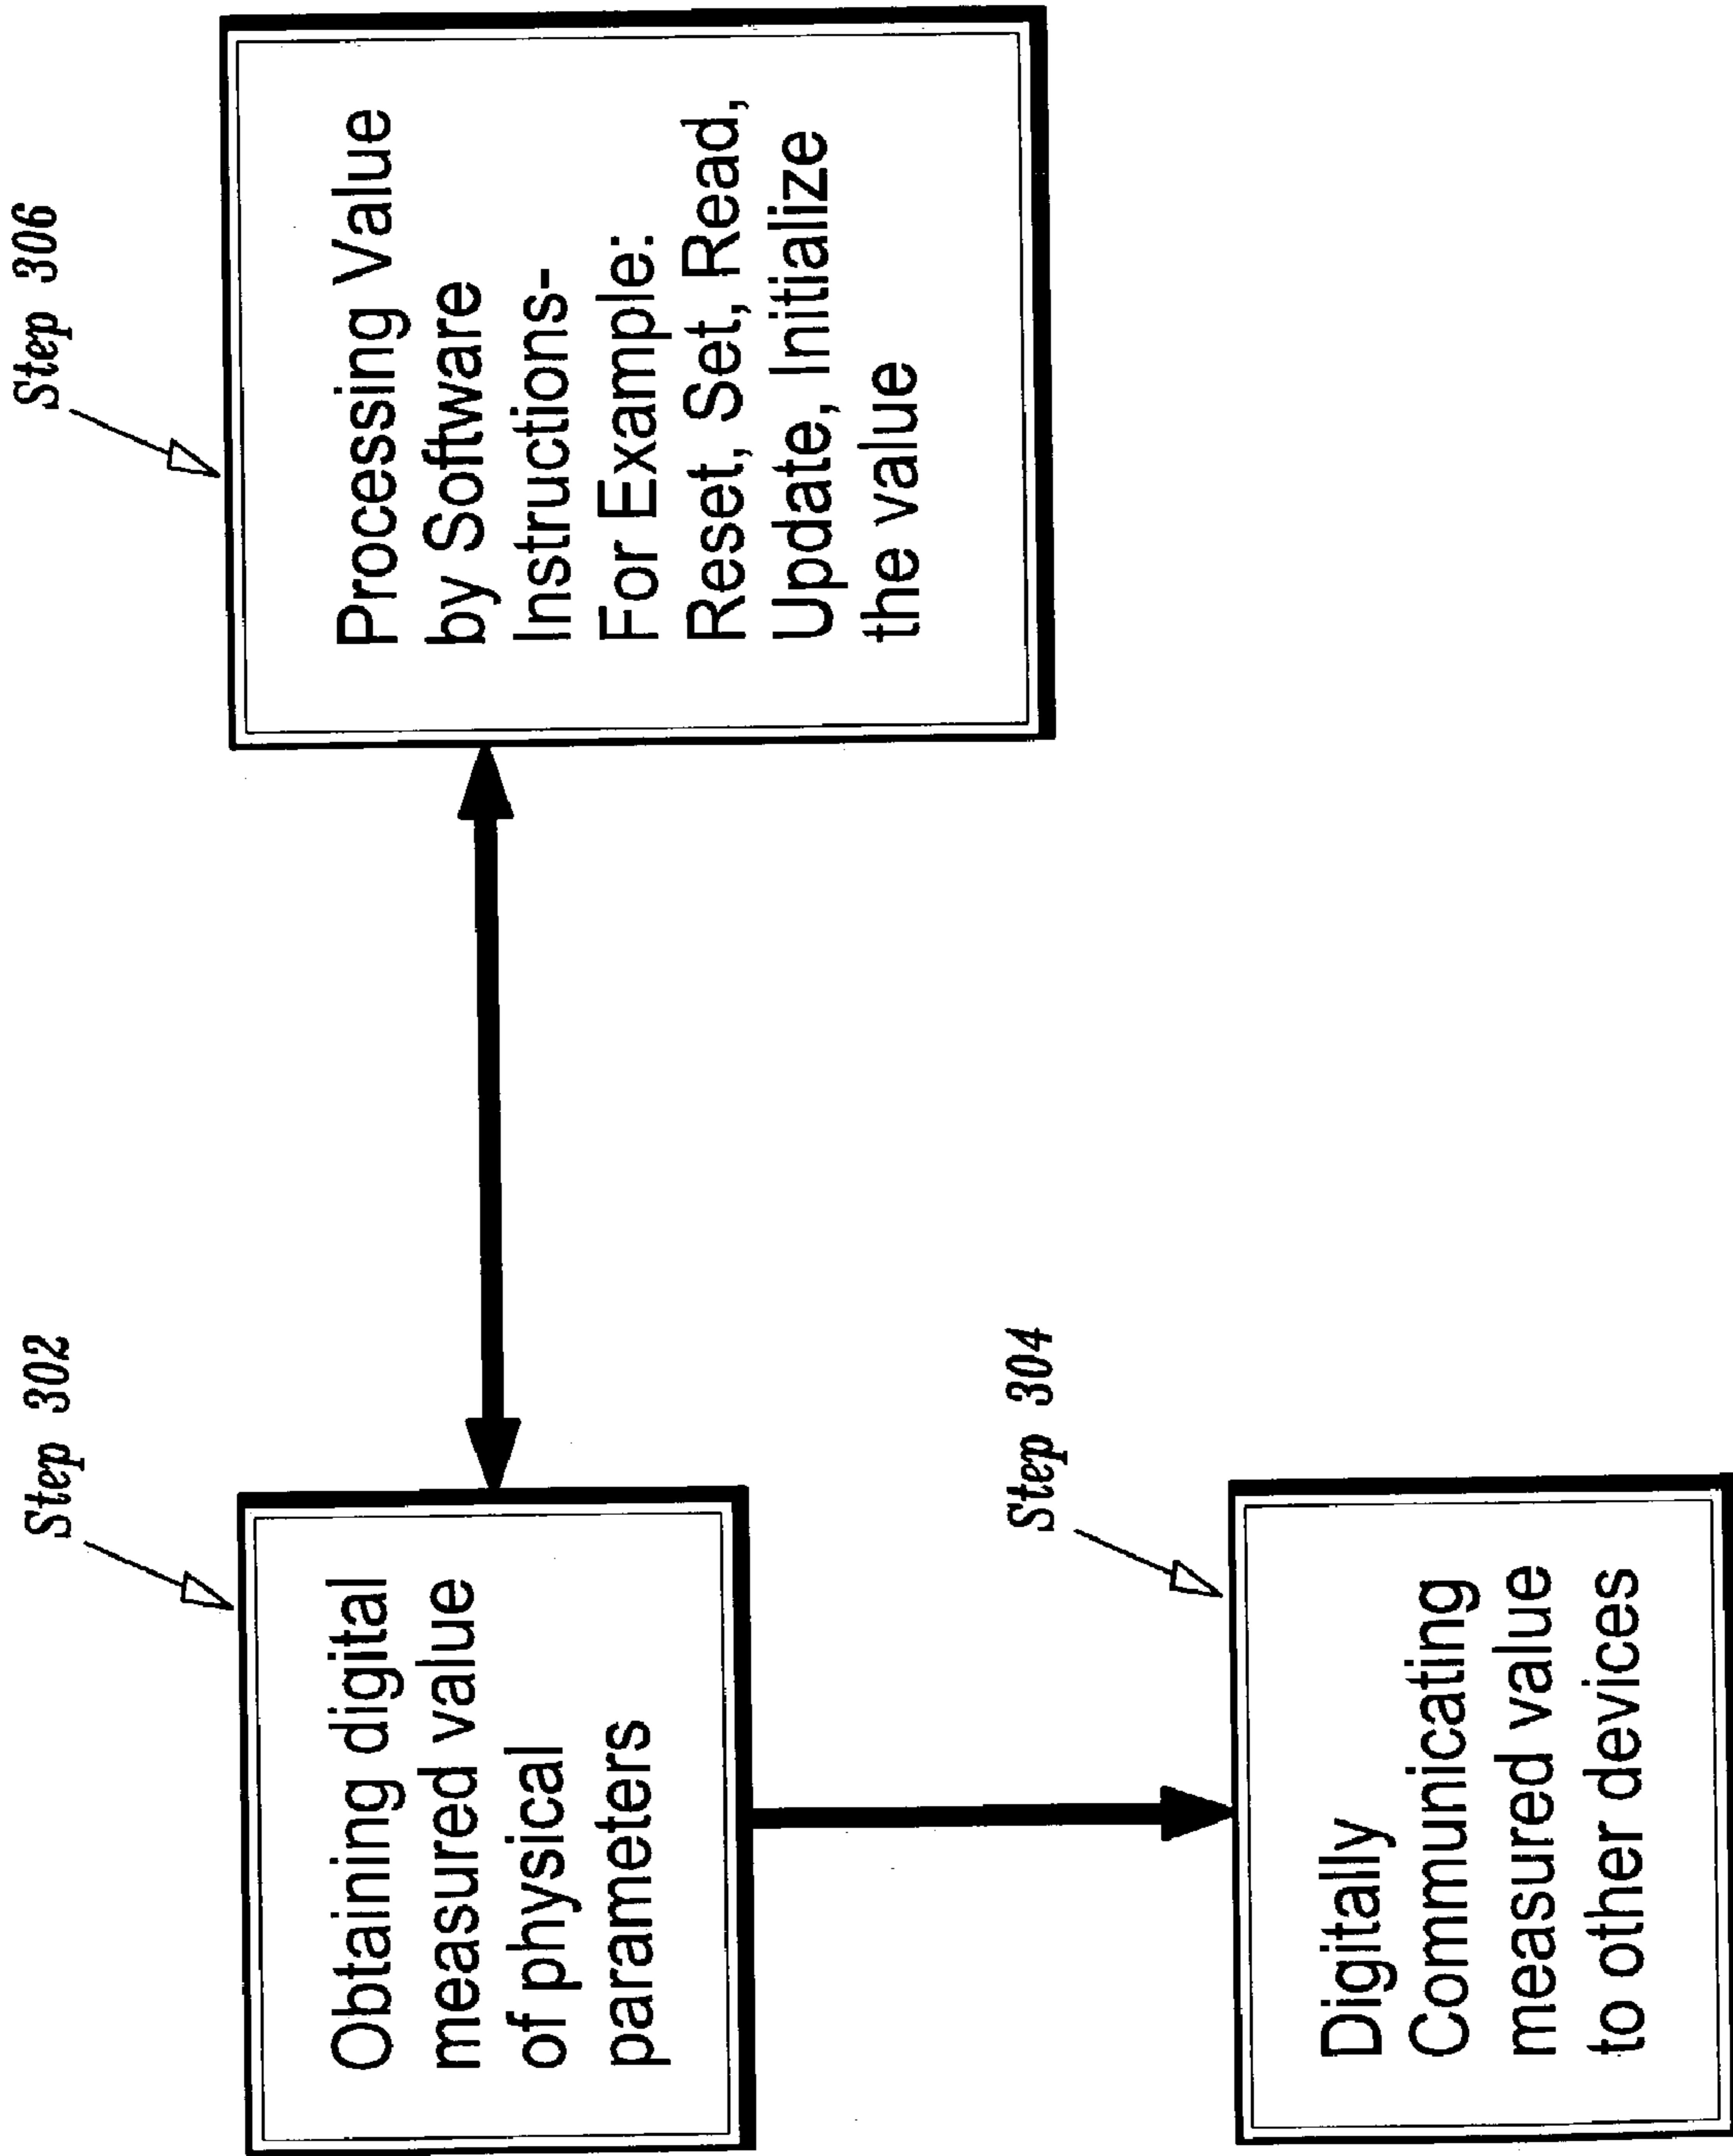 Step 302
Obtaining digital
measured value
of physical
parameters
Step 306
Processing Value
by Software
Instructions-
For Example:
Reset, Set, Read,
Update, Initialize
the value
Step 304
Digitally
Communicating
measured value
to other devices